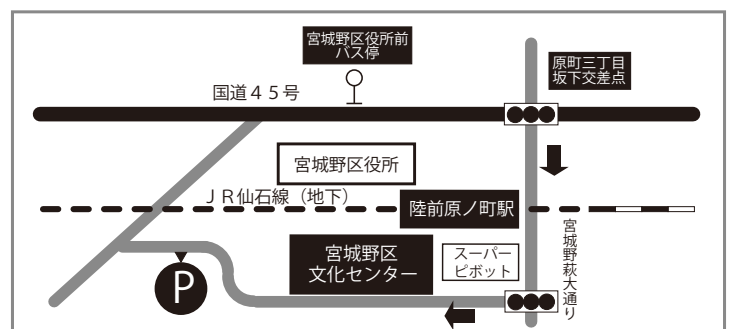 宮城野区役所前
バス停
原町三丁目
坂下交差点
国道４５号
宮城野区役所
ＪＲ仙石線（地下）
陸前原ノ町駅
宮城野萩大通り
宮城野区
文化センター
スーパー
ピボット
P